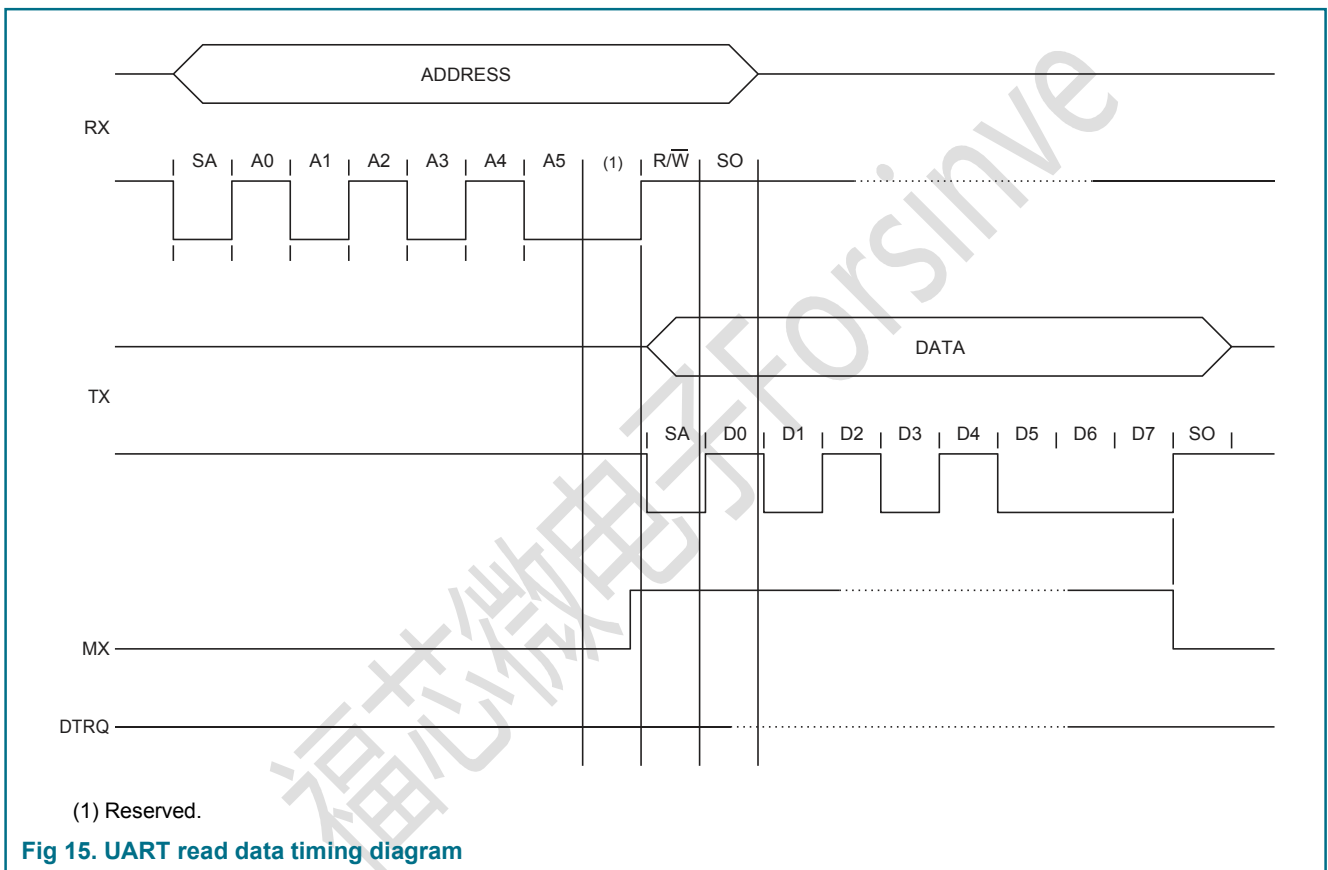 ADDRESS
RX
SA A0 A1 A2 A3 A4 A5 (1) R/W̅ SO
DATA
TX
SA D0 D1 D2 D3 D4 D5 D6 D7 SO
MX
DTRQ
(1) Reserved.
Fig 15. UART read data timing diagram
福芯微电子Forsinve